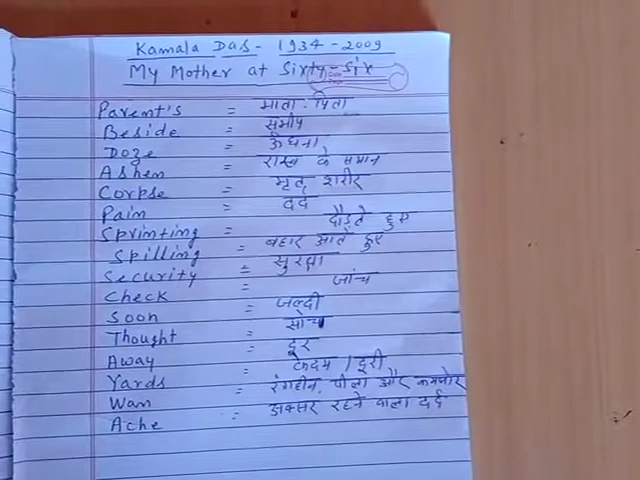 Kamala Das - 1934 - 2009
My Mother at Sixty-Six
Parent's = माता-पिता
Beside = समीप
Doze = ऊँघना
Ashen = राख के समान
Corpse = मृत् शरीर
Pain = दर्द
Sprinting = दौड़ते हुए
Spilling = बहार आते हुए
Security = सुरक्षा
Check = जांच
Soon = जल्दी
Thought = सोचा
Away = दूर
Yards = कदम / दूरी
Wan = रंगहीन, पीला और कमजोर
Ache = अक्सर रहने वाला दर्द